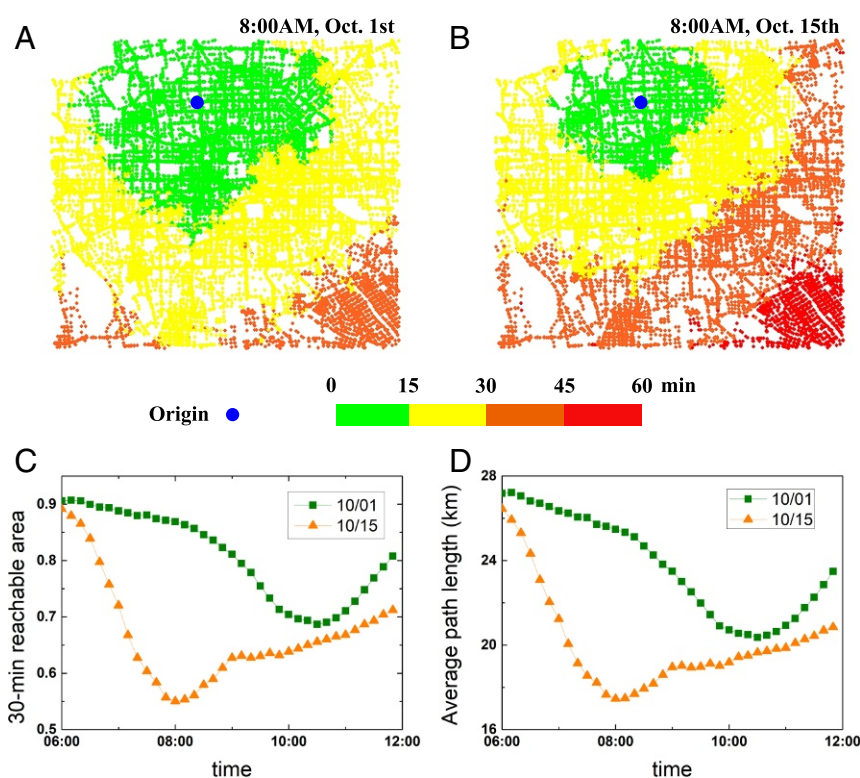 A
8:00AM, Oct. 1st
B
8:00AM, Oct. 15th
0 15 30 45 60 min
Origin
C
0.9
0.8
0.7
0.6
0.5
30-min reachable area
10/01
10/15
06:00 08:00 10:00 12:00
time
D
28
24
20
16
Average path length (km)
10/01
10/15
06:00 08:00 10:00 12:00
time